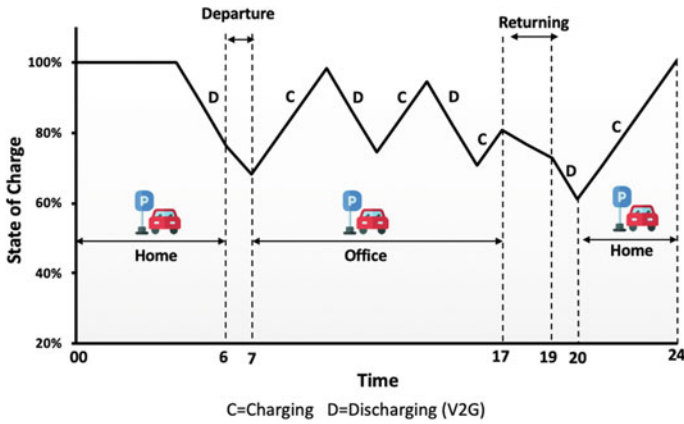 Departure
Returning
100%
80%
60%
40%
20%
State of Charge
D
C
D
C
D
C
D
C
P
P
P
Home
Office
Home
00
6
7
17
19
20
24
Time
C=Charging D=Discharging (V2G)